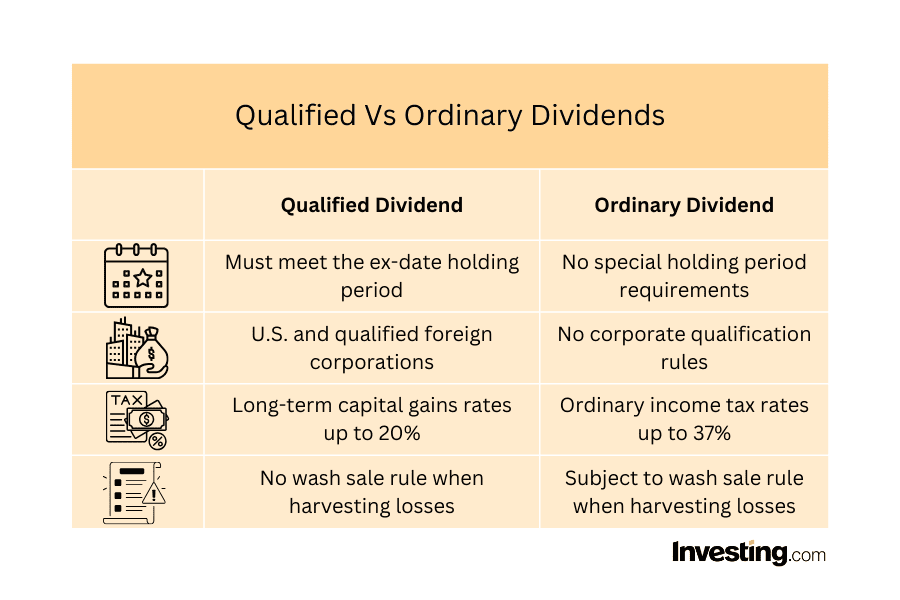 Qualified Vs Ordinary Dividends
Qualified Dividend
Ordinary Dividend
Must meet the ex-date holding
period
No special holding period
requirements
U.S. and qualified foreign
corporations
No corporate qualification
rules
TAX
$
$
%
Long-term capital gains rates
up to 20%
Ordinary income tax rates
up to 37%
!
No wash sale rule when
harvesting losses
Subject to wash sale rule
when harvesting losses
Investing.com